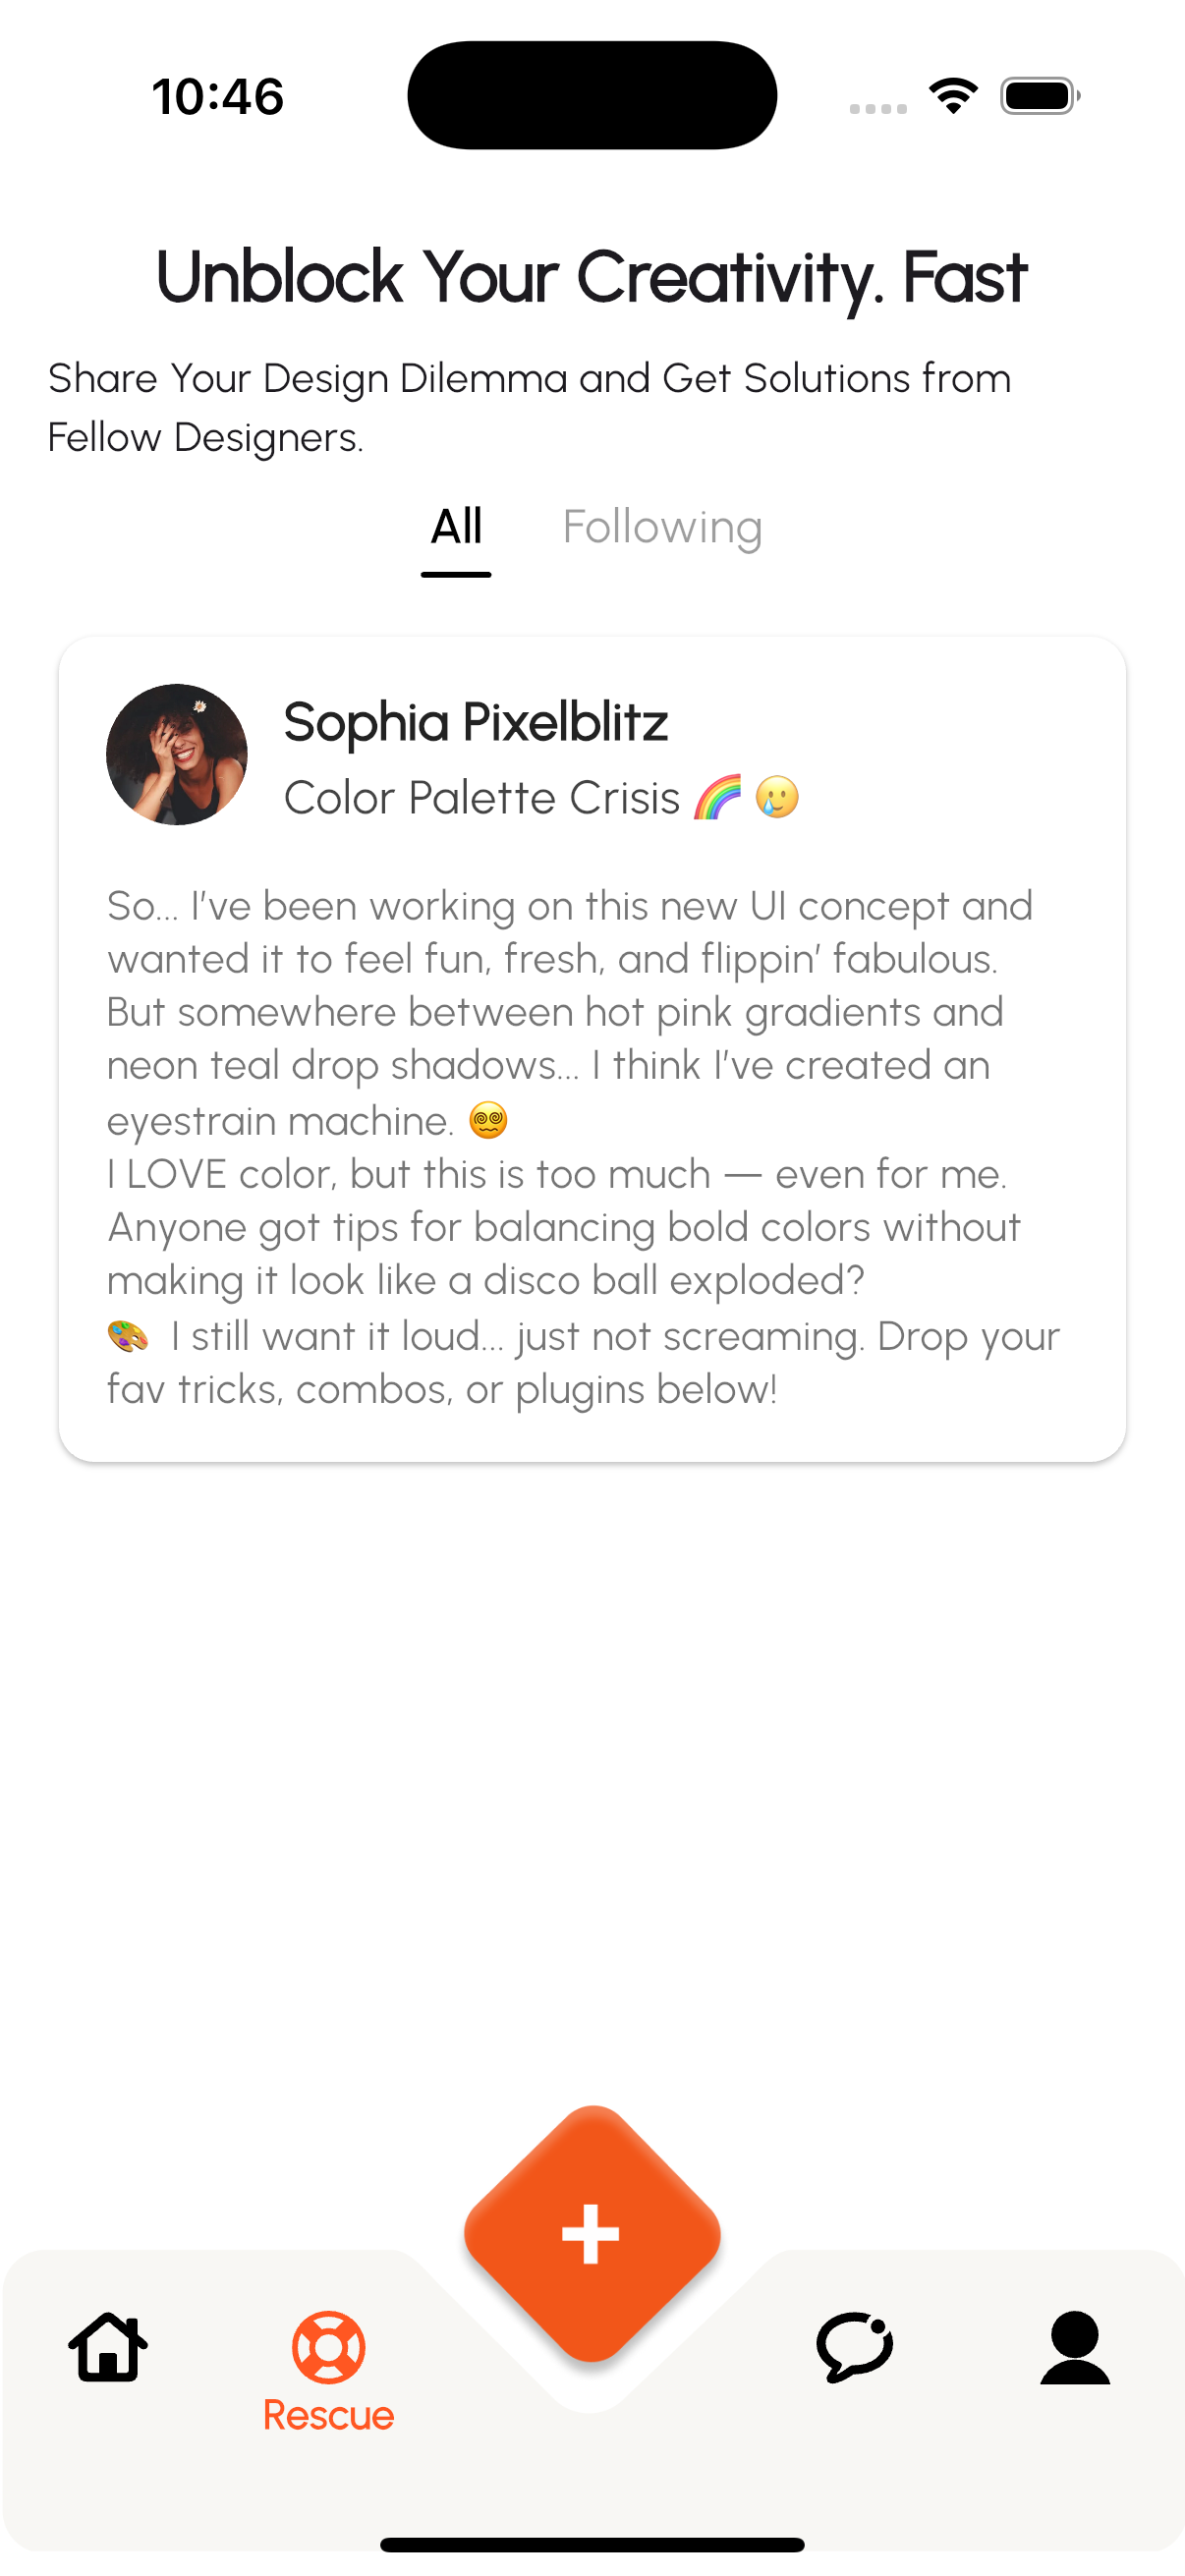 10:46
Unblock Your Creativity. Fast
Share Your Design Dilemma and Get Solutions from
Fellow Designers.
All Following
Sophia Pixelblitz
Color Palette Crisis 🌈 🥲
So... I’ve been working on this new UI concept and
wanted it to feel fun, fresh, and flippin’ fabulous.
But somewhere between hot pink gradients and
neon teal drop shadows... I think I’ve created an
eyestrain machine. 😵‍💫
I LOVE color, but this is too much — even for me.
Anyone got tips for balancing bold colors without
making it look like a disco ball exploded?
🎨 I still want it loud... just not screaming. Drop your
fav tricks, combos, or plugins below!
Rescue